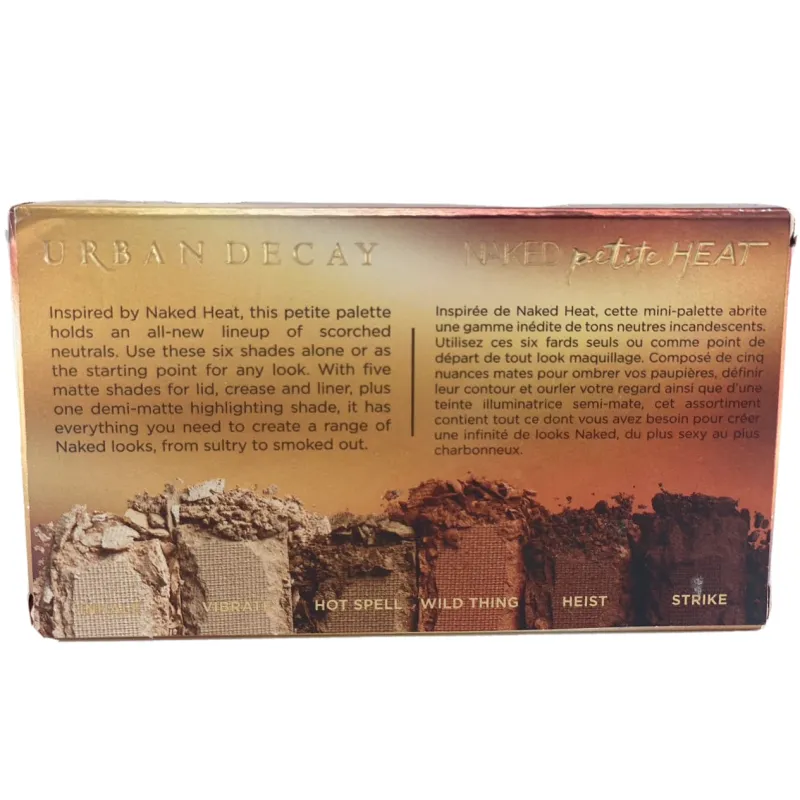 URBAN DECAY
NAKED petite HEAT
Inspired by Naked Heat, this petite palette
holds an all-new lineup of scorched
neutrals. Use these six shades alone or as
the starting point for any look. With five
matte shades for lid, crease and liner, plus
one demi-matte highlighting shade, it has
everything you need to create a range of
Naked looks, from sultry to smoked out.
Inspirée de Naked Heat, cette mini-palette abrite
une gamme inédite de tons neutres incandescents.
Utilisez ces six fards seuls ou comme point de
départ de tout look maquillage. Composé de cinq
nuances mates pour ombrer vos paupières, définir
leur contour et ourler votre regard ainsi que d'une
teinte illuminatrice semi-mate, cet assortiment
contient tout ce dont vous avez besoin pour créer
une infinité de looks Naked, du plus sexy au plus
charbonneux.
VIBRATE
HOT SPELL
WILD THING
HEIST
STRIKE